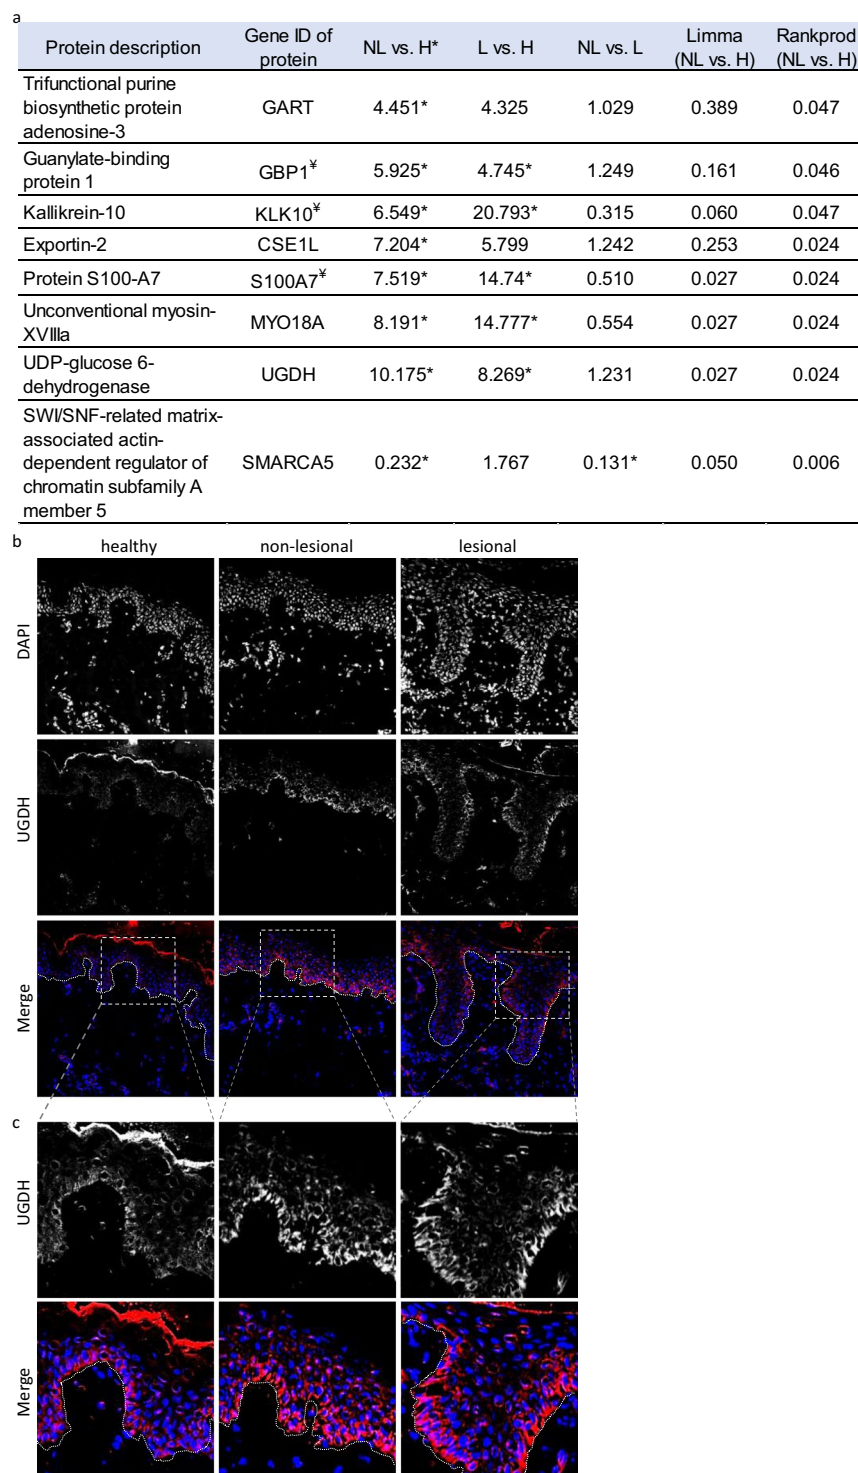 a
Protein description Gene ID of protein NL vs. H* L vs. H NL vs. L Limma (NL vs. H) Rankprod (NL vs. H)
Trifunctional purine
biosynthetic protein
adenosine-3 GART 4.451* 4.325 1.029 0.389 0.047
Guanylate-binding
protein 1 GBP1¥ 5.925* 4.745* 1.249 0.161 0.046
Kallikrein-10 KLK10¥ 6.549* 20.793* 0.315 0.060 0.047
Exportin-2 CSE1L 7.204* 5.799 1.242 0.253 0.024
Protein S100-A7 S100A7¥ 7.519* 14.74* 0.510 0.027 0.024
Unconventional myosin-
XVIIIa MYO18A 8.191* 14.777* 0.554 0.027 0.024
UDP-glucose 6-
dehydrogenase UGDH 10.175* 8.269* 1.231 0.027 0.024
SWI/SNF-related matrix-
associated actin-
dependent regulator of
chromatin subfamily A
member 5 SMARCA5 0.232* 1.767 0.131* 0.050 0.006
b
healthy non-lesional lesional
DAPI
UGDH
Merge
c
UGDH
Merge